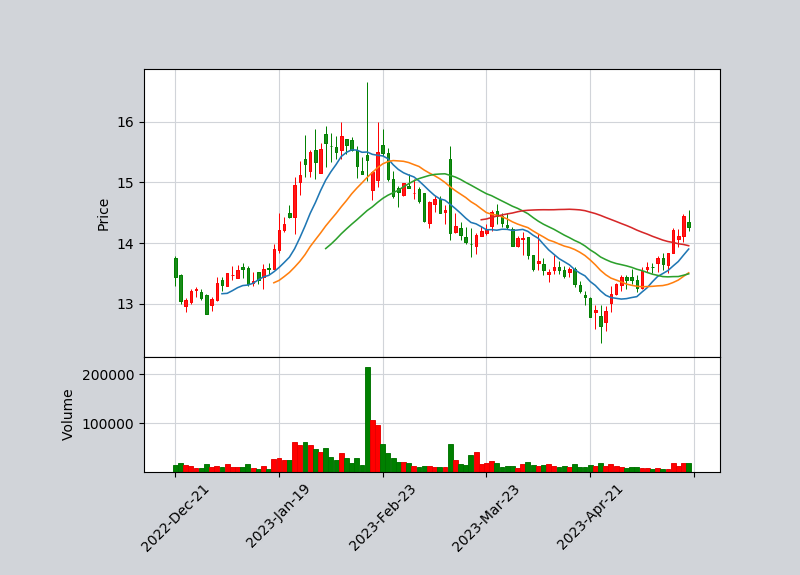 Price
16
15
14
13
Volume
200000
100000
2022-Dec-21
2023-Jan-19
2023-Feb-23
2023-Mar-23
2023-Apr-21